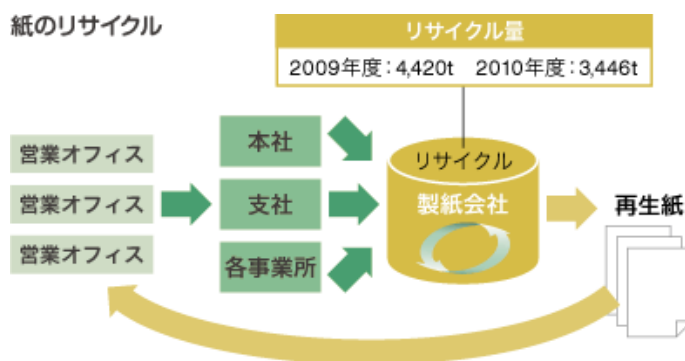 紙のリサイクル
リサイクル量
2009年度：4,420t　2010年度：3,446t
営業オフィス
営業オフィス
営業オフィス
本社
支社
各事業所
リサイクル
製紙会社
再生紙